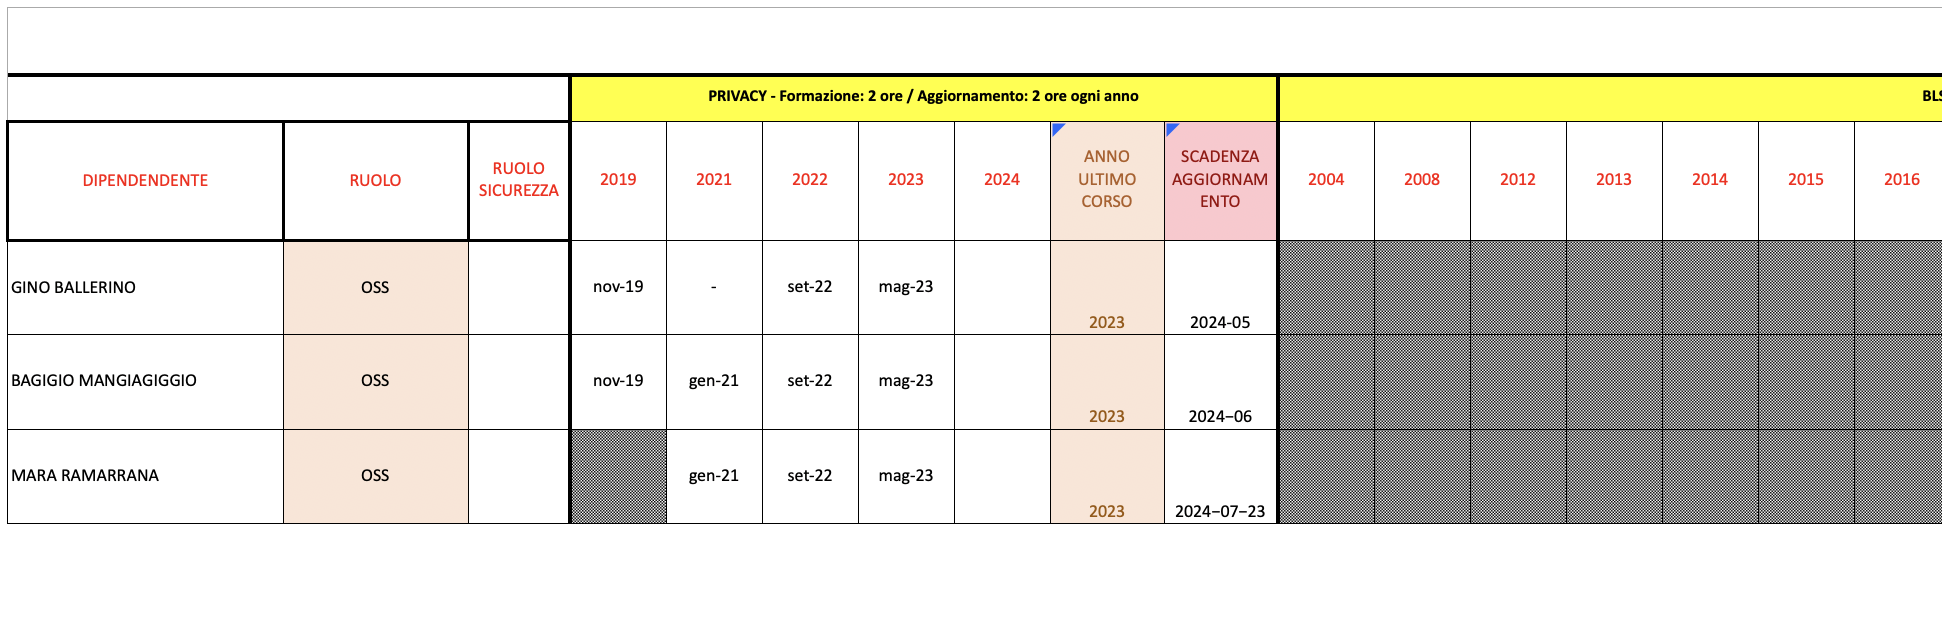 PRIVACY - Formazione: 2 ore / Aggiornamento: 2 ore ogni anno
BLS
DIPENDENDENTE
RUOLO
RUOLO
SICUREZZA
2019
2021
2022
2023
2024
ANNO
ULTIMO
CORSO
SCADENZA
AGGIORNAM
ENTO
2004
2008
2012
2013
2014
2015
2016
GINO BALLERINO
OSS
nov-19
-
set-22
mag-23
2023
2024-05
BAGIGIO MANGIAGIGGIO
OSS
nov-19
gen-21
set-22
mag-23
2023
2024–06
MARA RAMARRANA
OSS
gen-21
set-22
mag-23
2023
2024–07–23